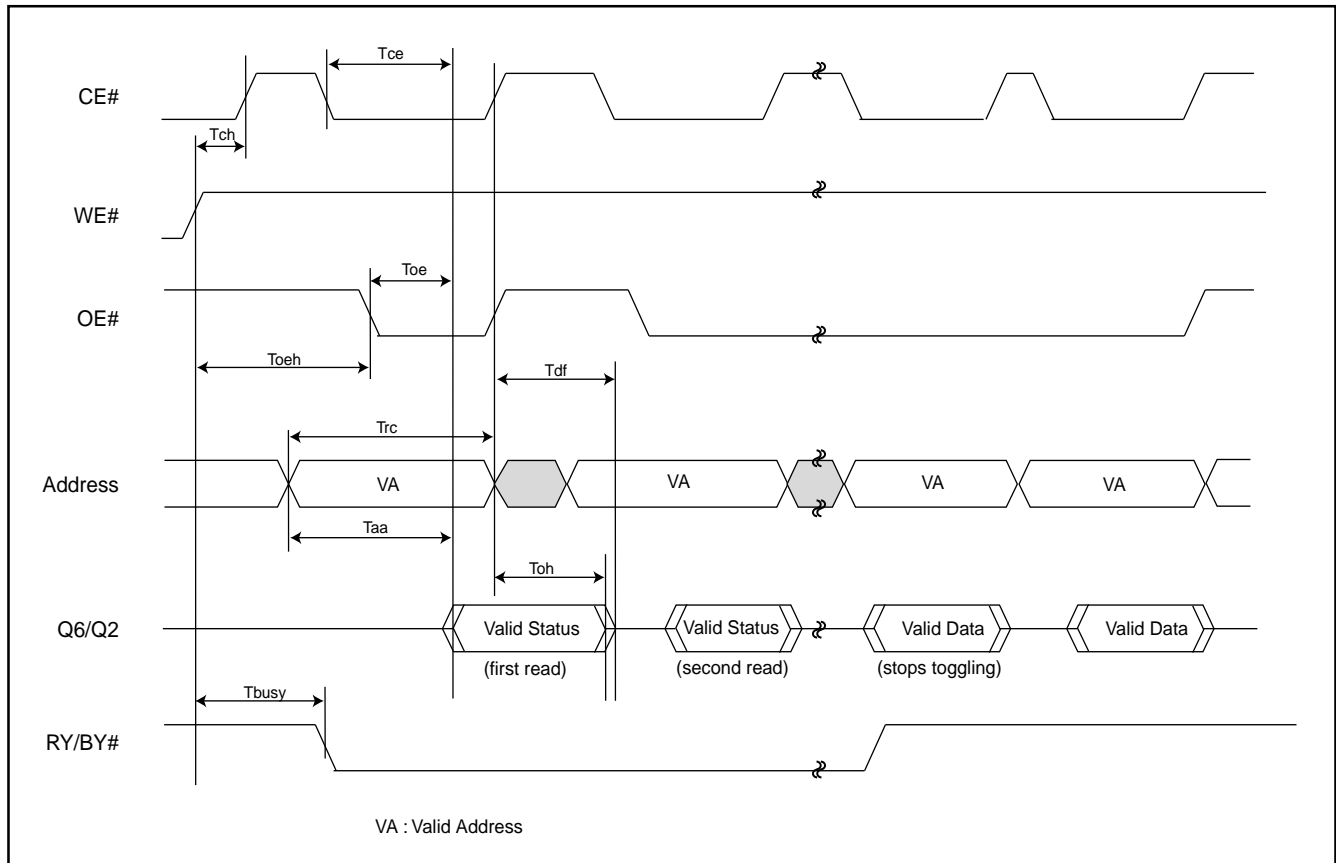 Tce
CE#
Tch
WE#
Toe
OE#
Toeh
Tdf
Trc
Address
VA
VA
VA
VA
Taa
Toh
Q6/Q2
Valid Status
Valid Status
Valid Data
Valid Data
(first read)
(second read)
(stops toggling)
Tbusy
RY/BY#
VA : Valid Address